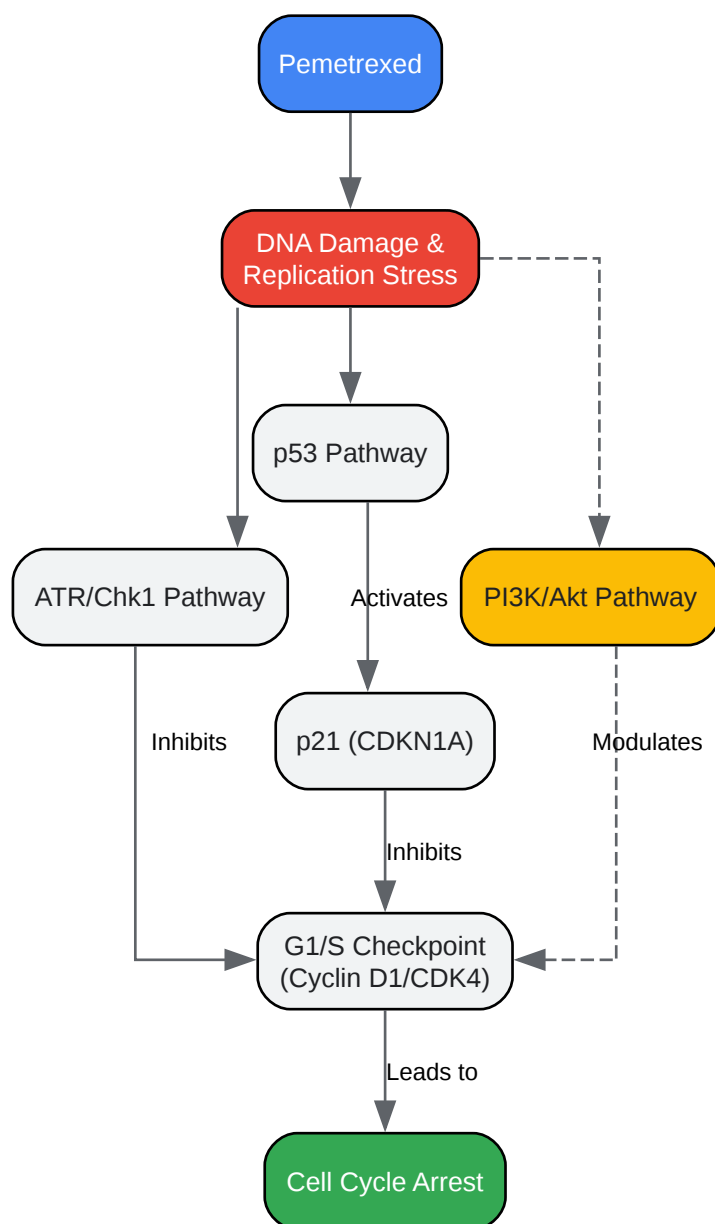 Pemetrexed
DNA Damage &
Replication Stress
p53 Pathway
ATR/Chk1 Pathway
Activates
PI3K/Akt Pathway
Inhibits
p21 (CDKN1A)
Modulates
Inhibits
G1/S Checkpoint
(Cyclin D1/CDK4)
Leads to
Cell Cycle Arrest